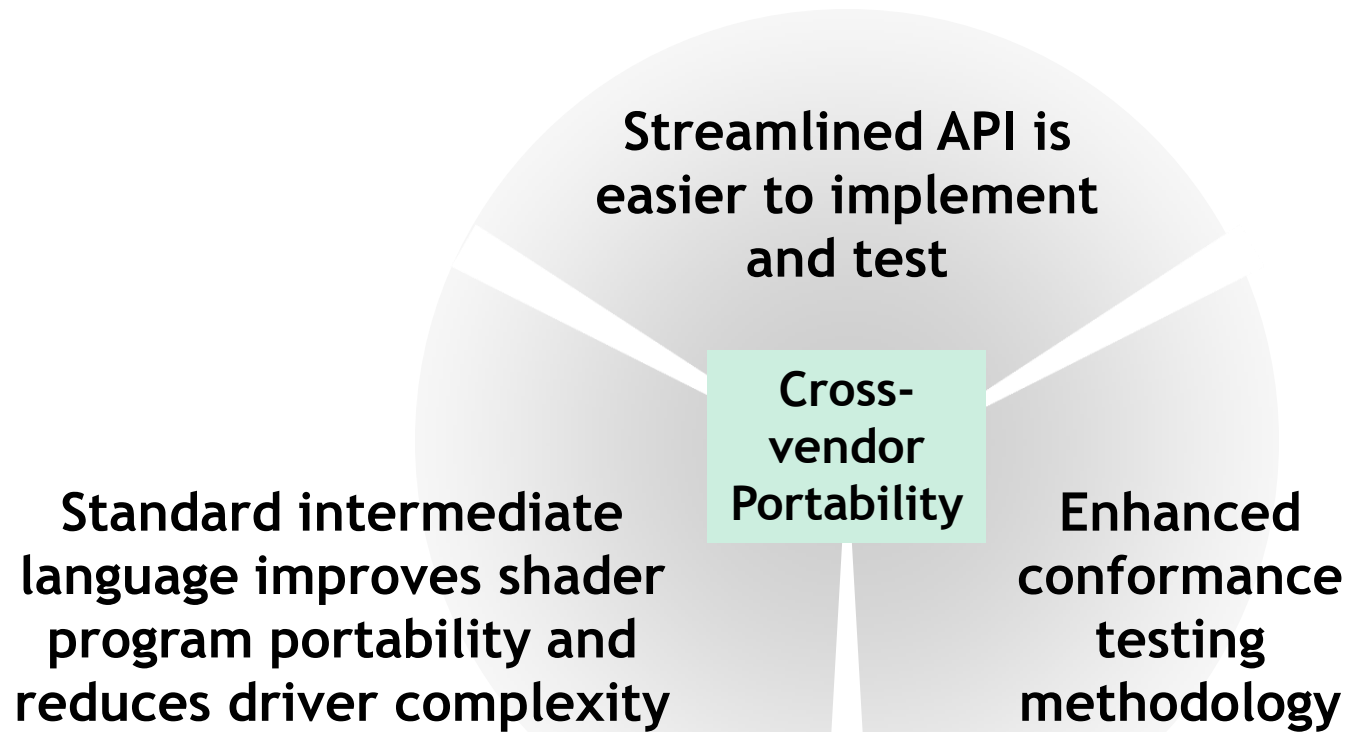 Streamlined API is
easier to implement
and test
Cross-
vendor
Portability
Standard intermediate
language improves shader
program portability and
reduces driver complexity
Enhanced
conformance
testing
methodology